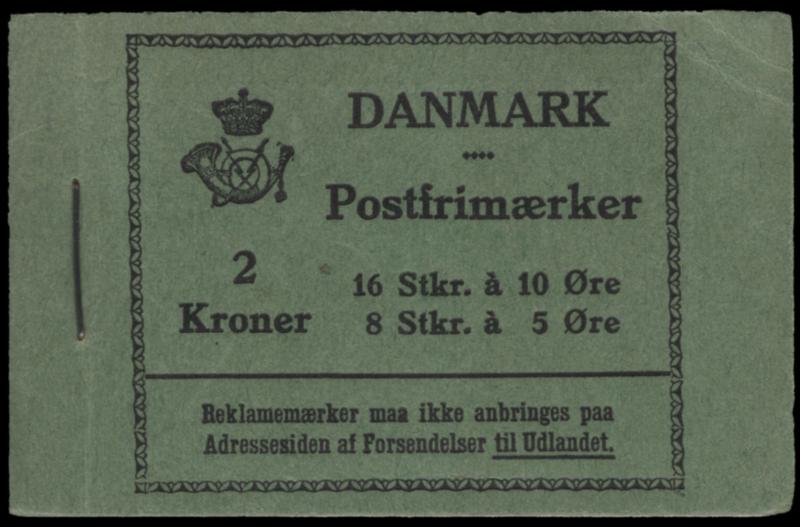 DANMARK
Postfrimærker
2
Kroner
16 Stkr. à 10 Øre
8 Stkr. à 5 Øre
Reklamemærker maa ikke anbringes paa
Adressesiden af Forsendelser til Udlandet.